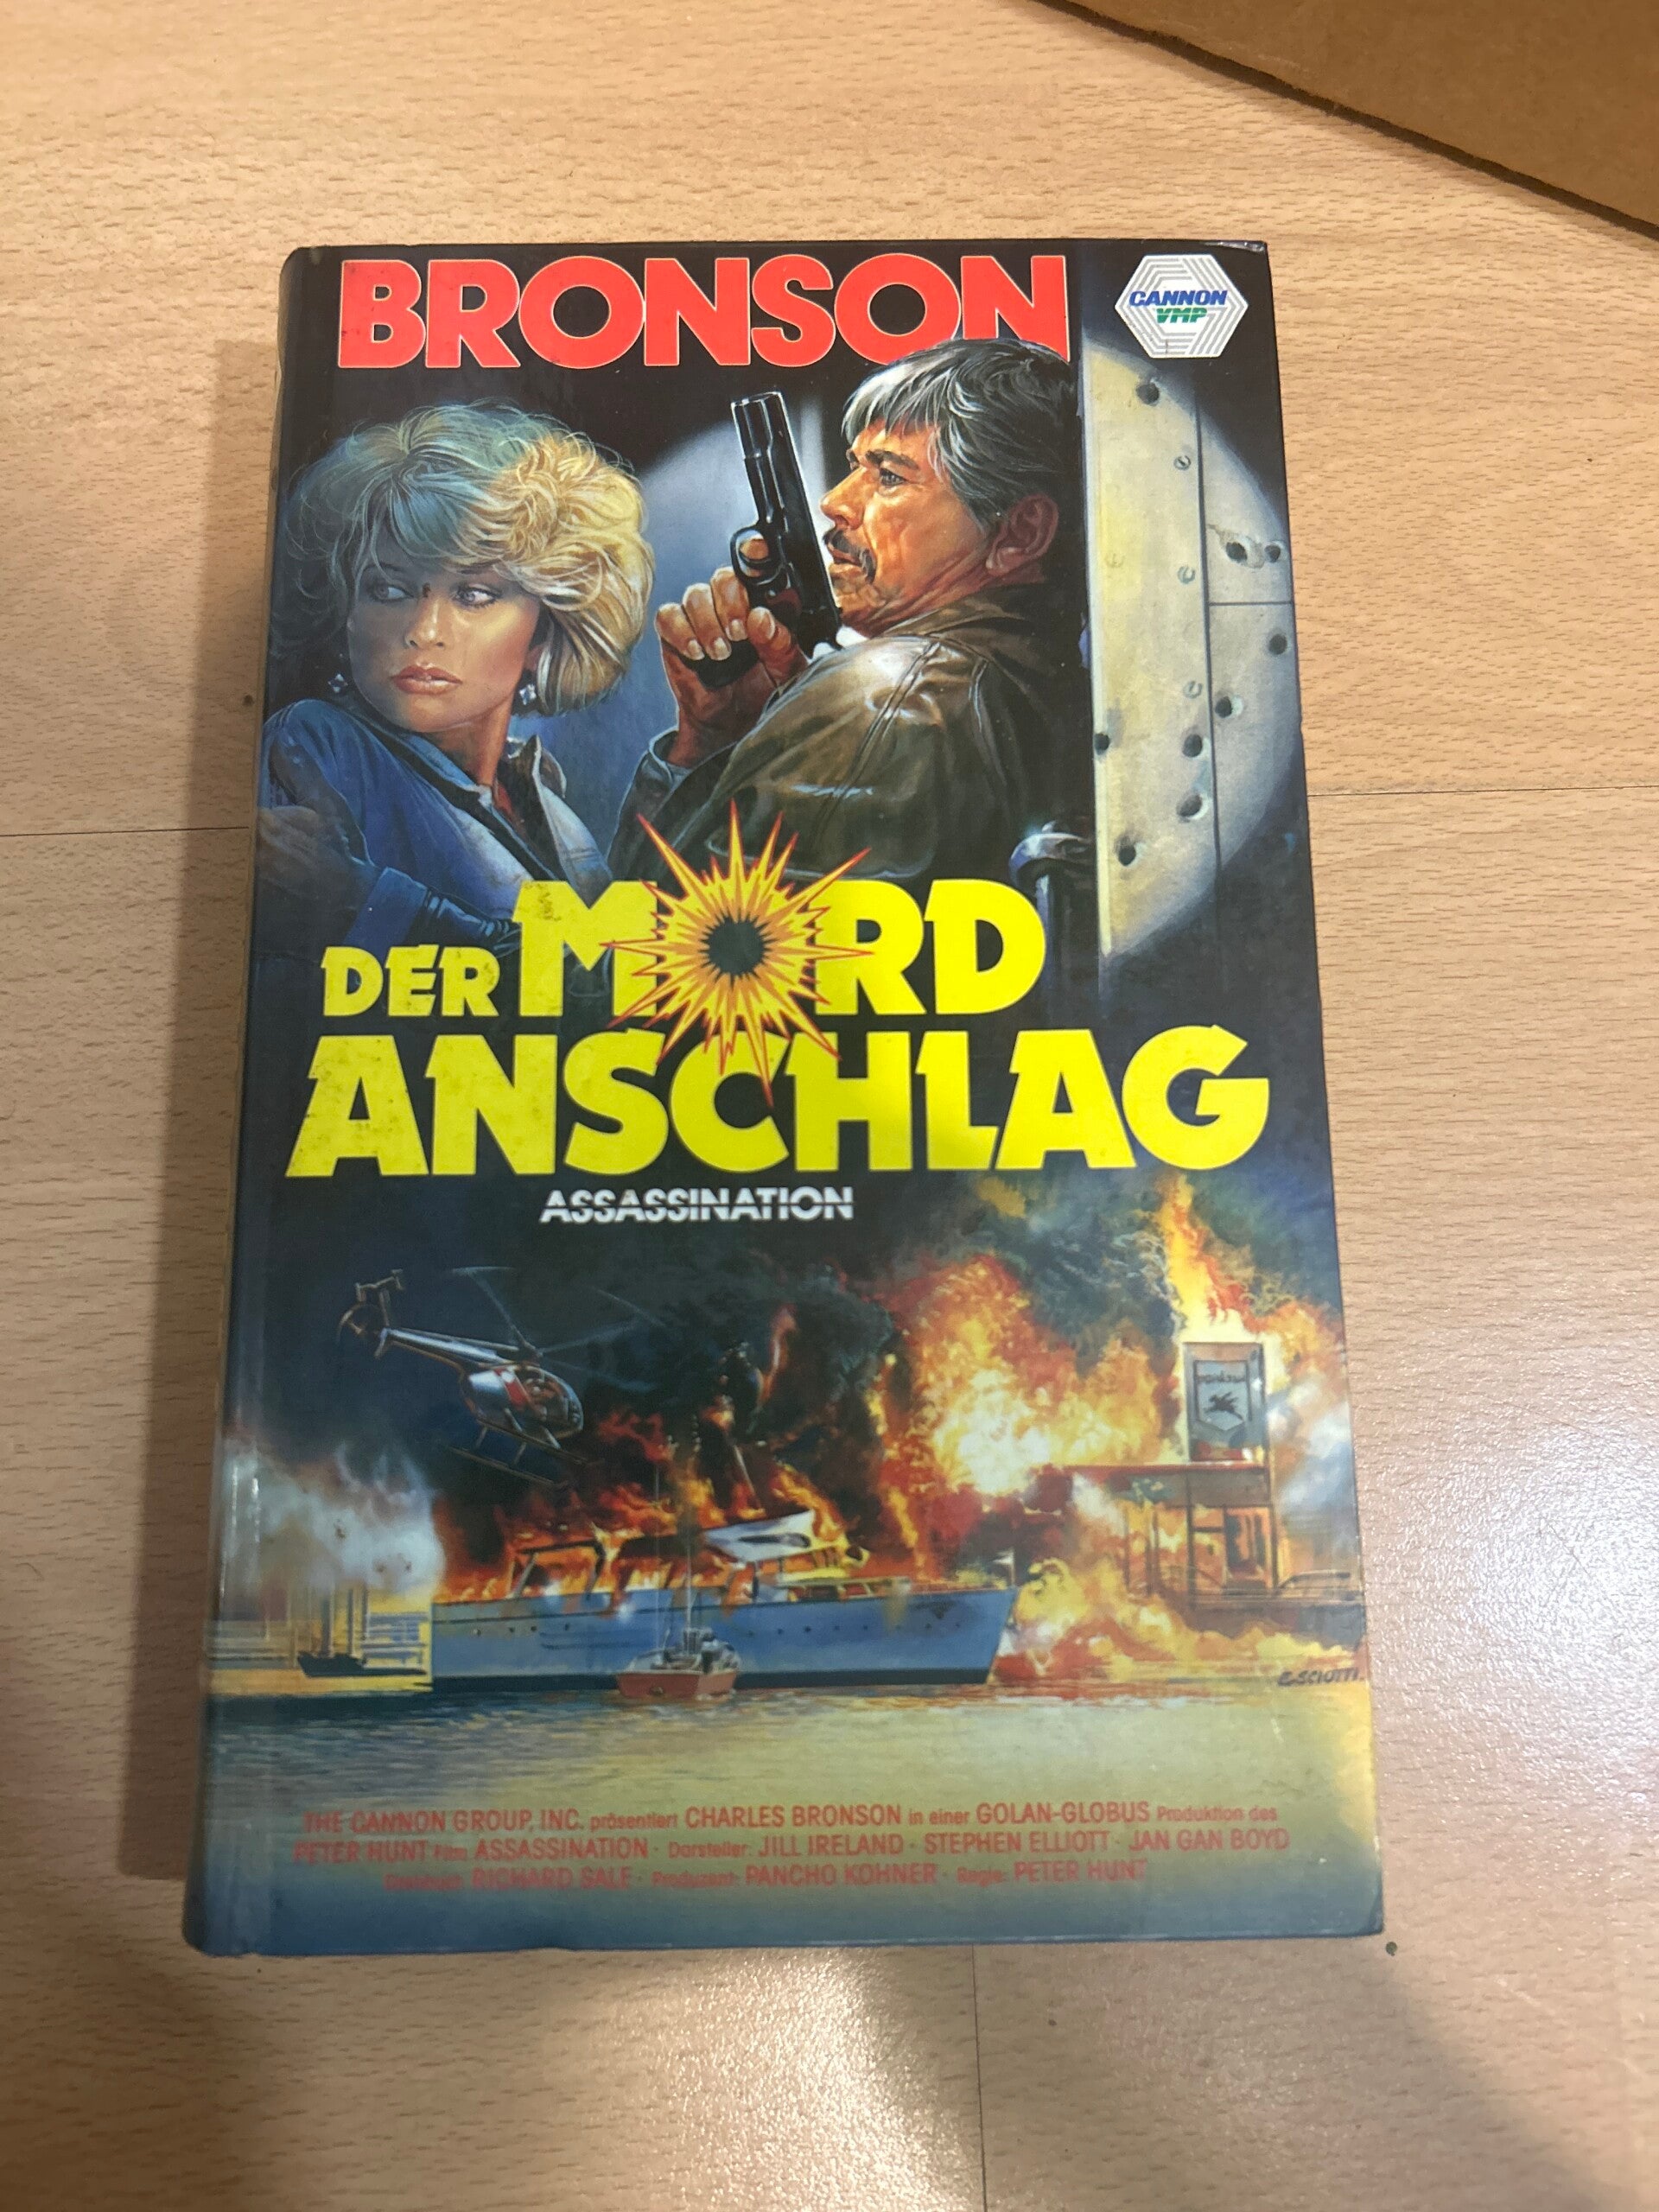 BRONSON
CANNON
VMP
DER MORD
ANSCHLAG
ASSASSINATION
E. SCIOTTI.
THE CANNON GROUP, INC. präsentiert CHARLES BRONSON in einer GOLAN-GLOBUS Produktion des
PETER HUNT Film ASSASSINATION · Darsteller: JILL IRELAND · STEPHEN ELLIOTT · JAN GAN BOYD
Drehbuch: RICHARD SALE · Produzent: PANCHO KOHNER · Regie: PETER HUNT